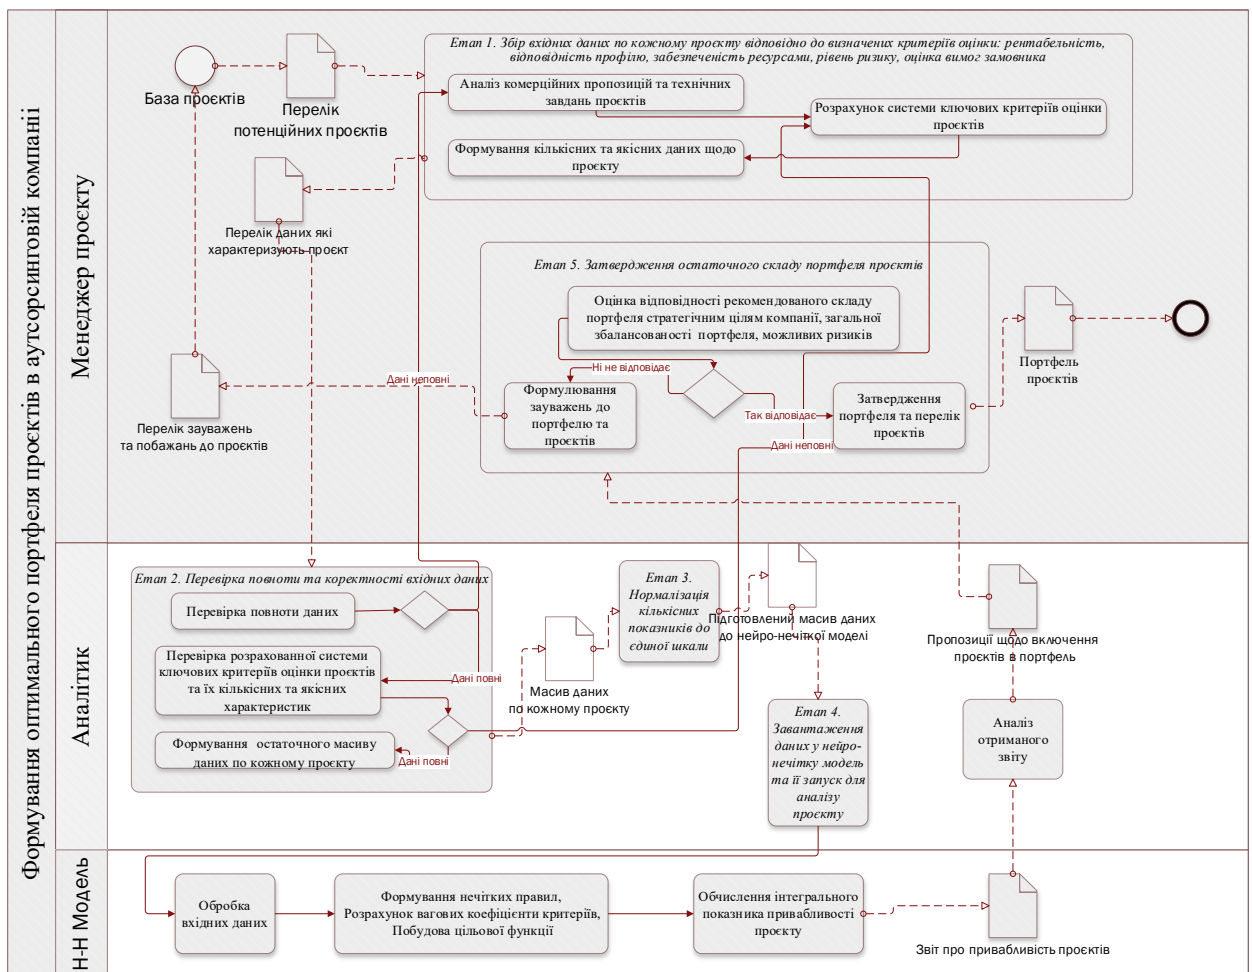 Формування оптимального портфеля проєктів в аутсорсинговій компанії
Менеджер проєкту
База проєктів
Перелік
потенційних проєктів
Етап 1. Збір вхідних даних по кожному проєкту відповідно до визначених критеріїв оцінки: рентабельність,
відповідність профілю, забезпеченість ресурсами, рівень ризику, оцінка вимог замовника
Аналіз комерційних пропозицій та технічних
завдань проєктів
Розрахунок системи ключових критеріїв оцінки
проєктів
Формування кількісних та якісних даних щодо
проєкту
Перелік даних які
характеризують проєкт
Етап 5. Затвердження остаточного складу портфеля проєктів
Оцінка відповідності рекомендованого складу
портфеля стратегічним цілям компанії, загальної
збалансованості портфеля, можливих ризиків
Ні не відповідає
Дані неповні
Формулювання
зауважень до
портфелю та
проєктів
Так відповідає
Дані неповні
Затвердження
портфеля та перелік
проєктів
Портфель
проєктів
Перелік зауважень
та побажань до проєктів
Аналітик
Етап 2. Перевірка повноти та коректності вхідних даних
Перевірка повноти даних
Перевірка розрахованної системи
ключових критеріїв оцінки проєктів
та їх кількісних та якісних
характеристик
Дані повні
Формування остаточного масиву
даних по кожному проєкту
Дані повні
Масив даних
по кожному проєкту
Етап 3.
Нормалізація
кількісних
показників до
єдиної шкали
Підготовлений масив даних
до нейро-нечіткої моделі
Етап 4.
Завантаження
даних у нейро-
нечітку модель
та її запуск для
аналізу
проєкту
Пропозиції щодо включення
проєктів в портфель
Аналіз
отриманого
звіту
Н-Н Модель
Обробка
вхідних даних
Формування нечітких правил,
Розрахунок вагових коефіцієнти критеріїв,
Побудова цільової функції
Обчислення інтегрального
показника привабливості
проєкту
Звіт про привабливість проєктів